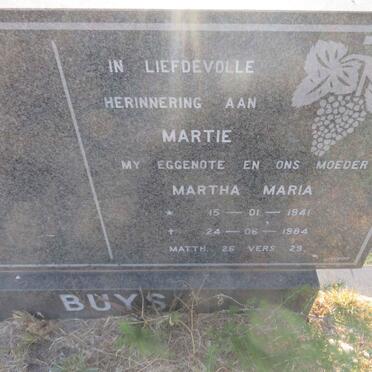 IN LIEFDEVOLLE
HERINNERING AAN
MARTIE
MY EGGENOTE EN ONS MOEDER
MARTHA MARIA
* 15 — 01 — 1941
† 24 — 06 — 1984
MATTH. 26 VERS 29.
BUYS